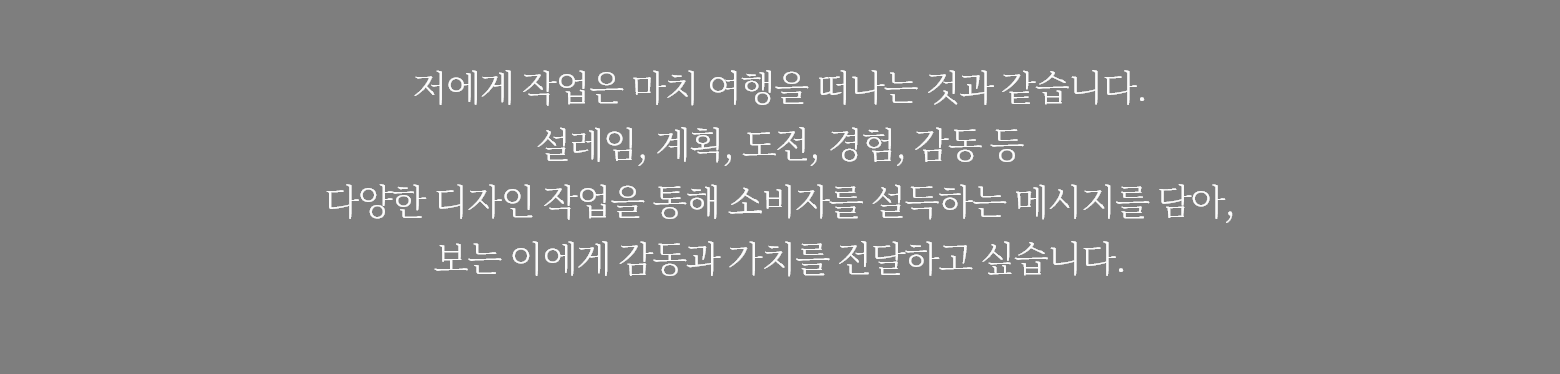 저에게 작업은 마치 여행을 떠나는 것과 같습니다.
설레임, 계획, 도전, 경험, 감동 등
다양한 디자인 작업을 통해 소비자를 설득하는 메시지를 담아,
보는 이에게 감동과 가치를 전달하고 싶습니다.